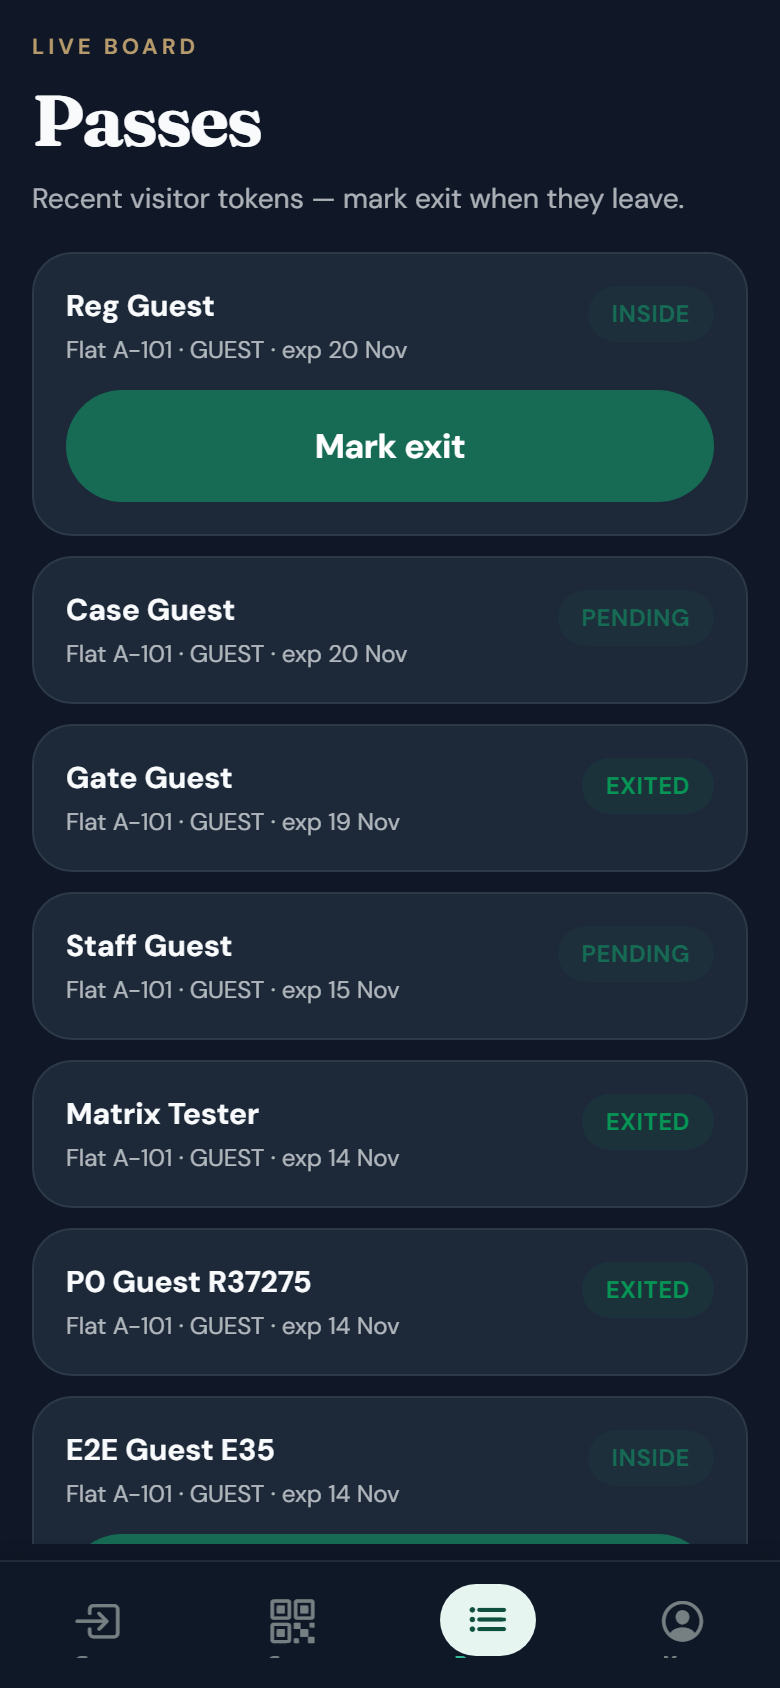 LIVE BOARD
Passes
Recent visitor tokens — mark exit when they leave.
Reg Guest
INSIDE
Flat A-101 · GUEST · exp 20 Nov
Mark exit
Case Guest
PENDING
Flat A-101 · GUEST · exp 20 Nov
Gate Guest
EXITED
Flat A-101 · GUEST · exp 19 Nov
Staff Guest
PENDING
Flat A-101 · GUEST · exp 15 Nov
Matrix Tester
EXITED
Flat A-101 · GUEST · exp 14 Nov
P0 Guest R37275
EXITED
Flat A-101 · GUEST · exp 14 Nov
E2E Guest E35
INSIDE
Flat A-101 · GUEST · exp 14 Nov